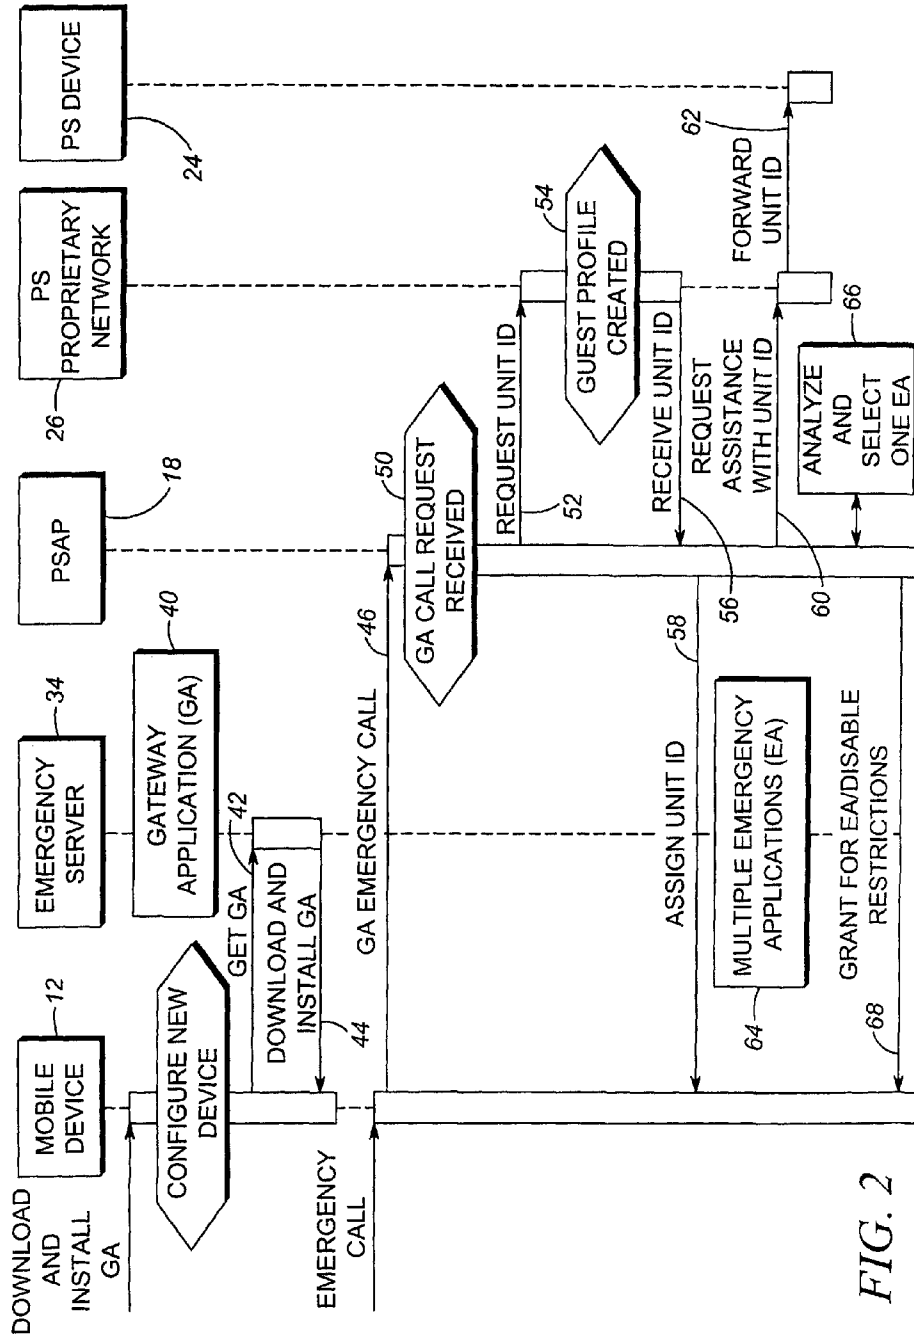 DOWNLOAD
AND
INSTALL
GA
MOBILE
DEVICE
12
EMERGENCY
SERVER
34
PSAP
18
PS
PROPRIETARY
NETWORK
26
PS DEVICE
24
CONFIGURE NEW
DEVICE
GATEWAY
APPLICATION (GA)
40
GET GA
42
DOWNLOAD AND
INSTALL GA
44
EMERGENCY
CALL
GA EMERGENCY CALL
46
GA CALL REQUEST
RECEIVED
50
REQUEST UNIT ID
52
GUEST PROFILE
CREATED
54
RECEIVE UNIT ID
56
ASSIGN UNIT ID
58
REQUEST
ASSISTANCE
WITH UNIT ID
60
FORWARD
UNIT ID
62
MULTIPLE EMERGENCY
APPLICATIONS (EA)
64
ANALYZE
AND
SELECT
ONE EA
66
GRANT FOR EA/DISABLE
RESTRICTIONS
68
FIG. 2